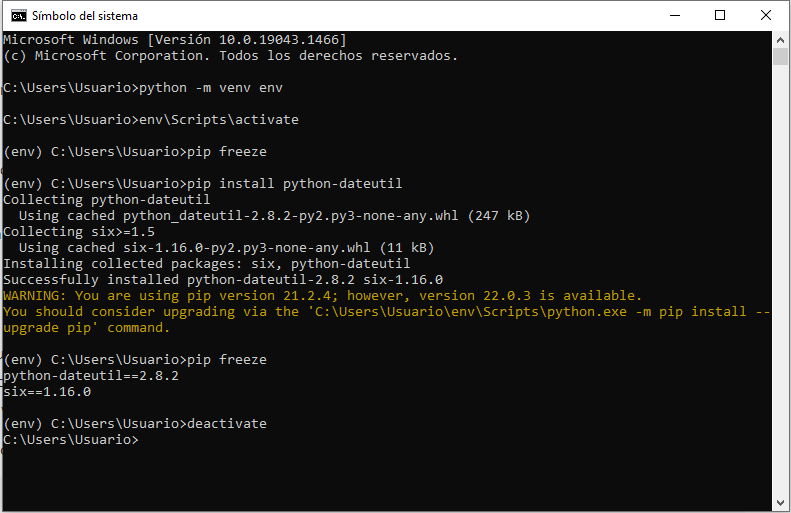 Símbolo del sistema
Microsoft Windows [Versión 10.0.19043.1466]
(c) Microsoft Corporation. Todos los derechos reservados.
C:\Users\Usuario>python -m venv env
C:\Users\Usuario>env\Scripts\activate
(env) C:\Users\Usuario>pip freeze
(env) C:\Users\Usuario>pip install python-dateutil
Collecting python-dateutil
  Using cached python_dateutil-2.8.2-py2.py3-none-any.whl (247 kB)
Collecting six>=1.5
  Using cached six-1.16.0-py2.py3-none-any.whl (11 kB)
Installing collected packages: six, python-dateutil
Successfully installed python-dateutil-2.8.2 six-1.16.0
WARNING: You are using pip version 21.2.4; however, version 22.0.3 is available.
You should consider upgrading via the 'C:\Users\Usuario\env\Scripts\python.exe -m pip install --
upgrade pip' command.
(env) C:\Users\Usuario>pip freeze
python-dateutil==2.8.2
six==1.16.0
(env) C:\Users\Usuario>deactivate
C:\Users\Usuario>